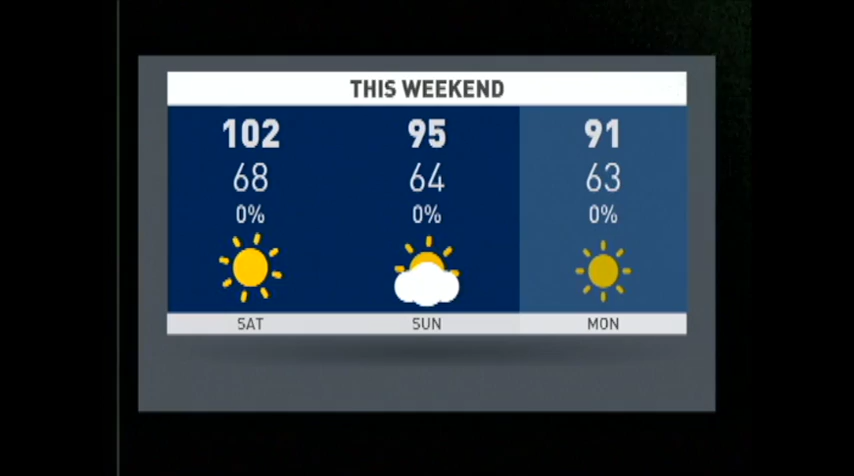 THIS WEEKEND
102 95 91
68 64 63
0% 0% 0%
SAT SUN MON